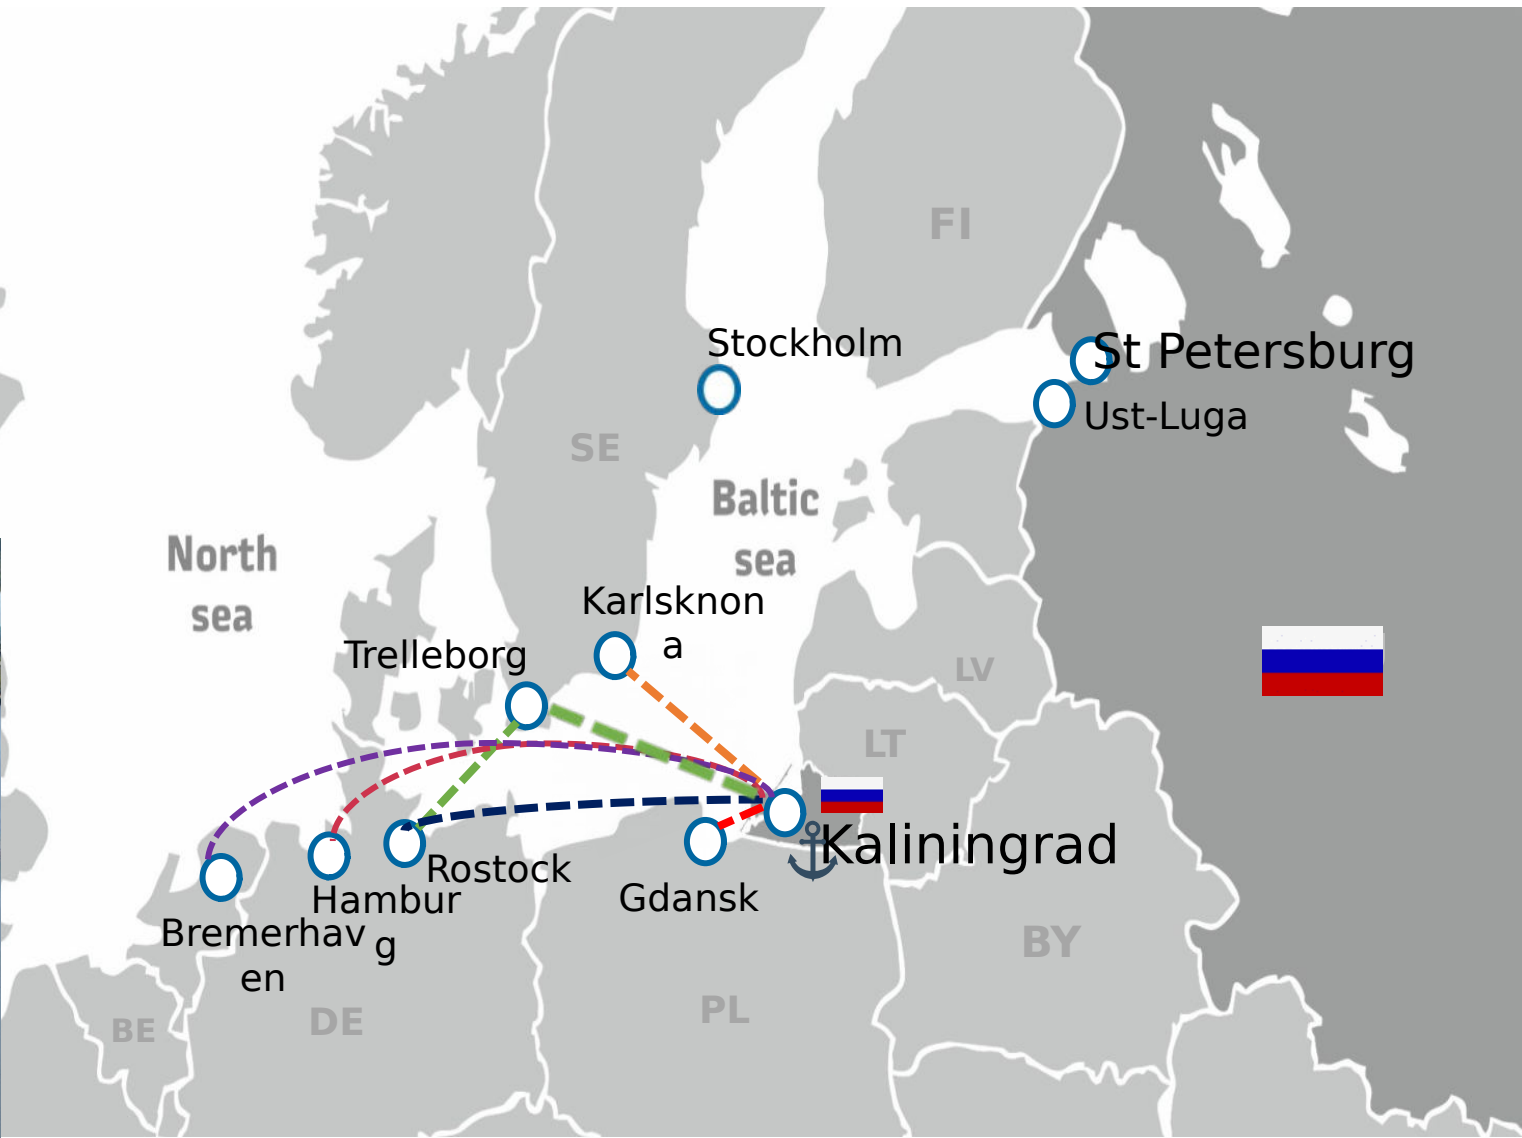 FI
Stockholm
St Petersburg
Ust-Luga
SE
Baltic
sea
North
sea
Karlsknon
a
Trelleborg
LV
LT
Kaliningrad
Rostock
Hambur
g
Gdansk
Bremerhav
en
BY
PL
DE
BE